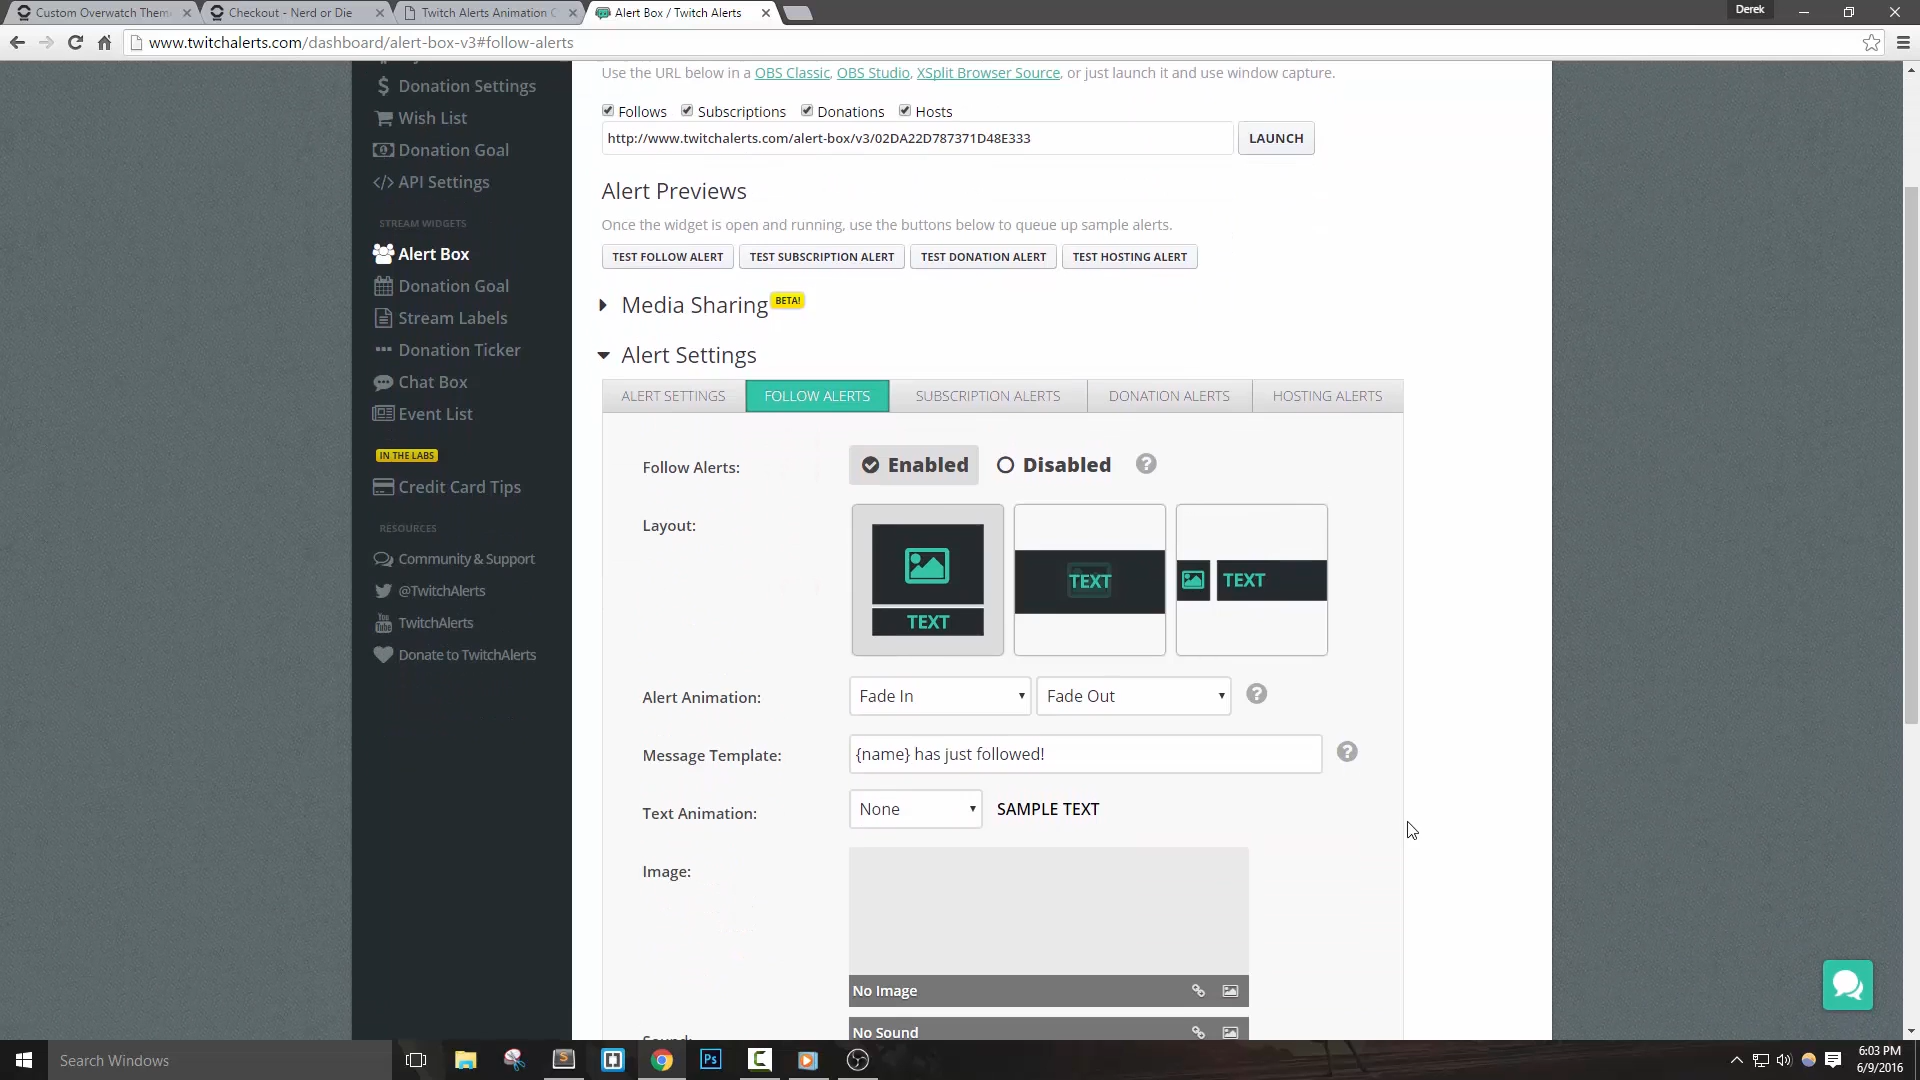 Custom Overwatch Them
Checkout - Nerd or Die
Twitch Alerts Animation C
Alert Box / Twitch Alerts
Derek
www.twitchalerts.com/dashboard/alert-box-v3#follow-alerts
Donation Settings
Wish List
Donation Goal
API Settings
STREAM WIDGETS
Alert Box
Donation Goal
Stream Labels
Donation Ticker
Chat Box
Event List
IN THE LABS
Credit Card Tips
RESOURCES
Community & Support
@TwitchAlerts
You Tube TwitchAlerts
Donate to TwitchAlerts
Use the URL below in a OBS Classic, OBS Studio, XSplit Browser Source, or just launch it and use window capture.
Follows Subscriptions Donations Hosts
http://www.twitchalerts.com/alert-box/v3/02DA22D787371D48E333 LAUNCH
Alert Previews
Once the widget is open and running, use the buttons below to queue up sample alerts.
TEST FOLLOW ALERT TEST SUBSCRIPTION ALERT TEST DONATION ALERT TEST HOSTING ALERT
Media Sharing BETA!
Alert Settings
ALERT SETTINGS FOLLOW ALERTS SUBSCRIPTION ALERTS DONATION ALERTS HOSTING ALERTS
Follow Alerts: Enabled Disabled ?
Layout:
TEXT TEXT TEXT
Alert Animation: Fade In Fade Out ?
Message Template: {name} has just followed! ?
Text Animation: None SAMPLE TEXT
Image:
No Image
Sound:
No Sound
Search Windows
S
Ps
C
6:03 PM
6/9/2016